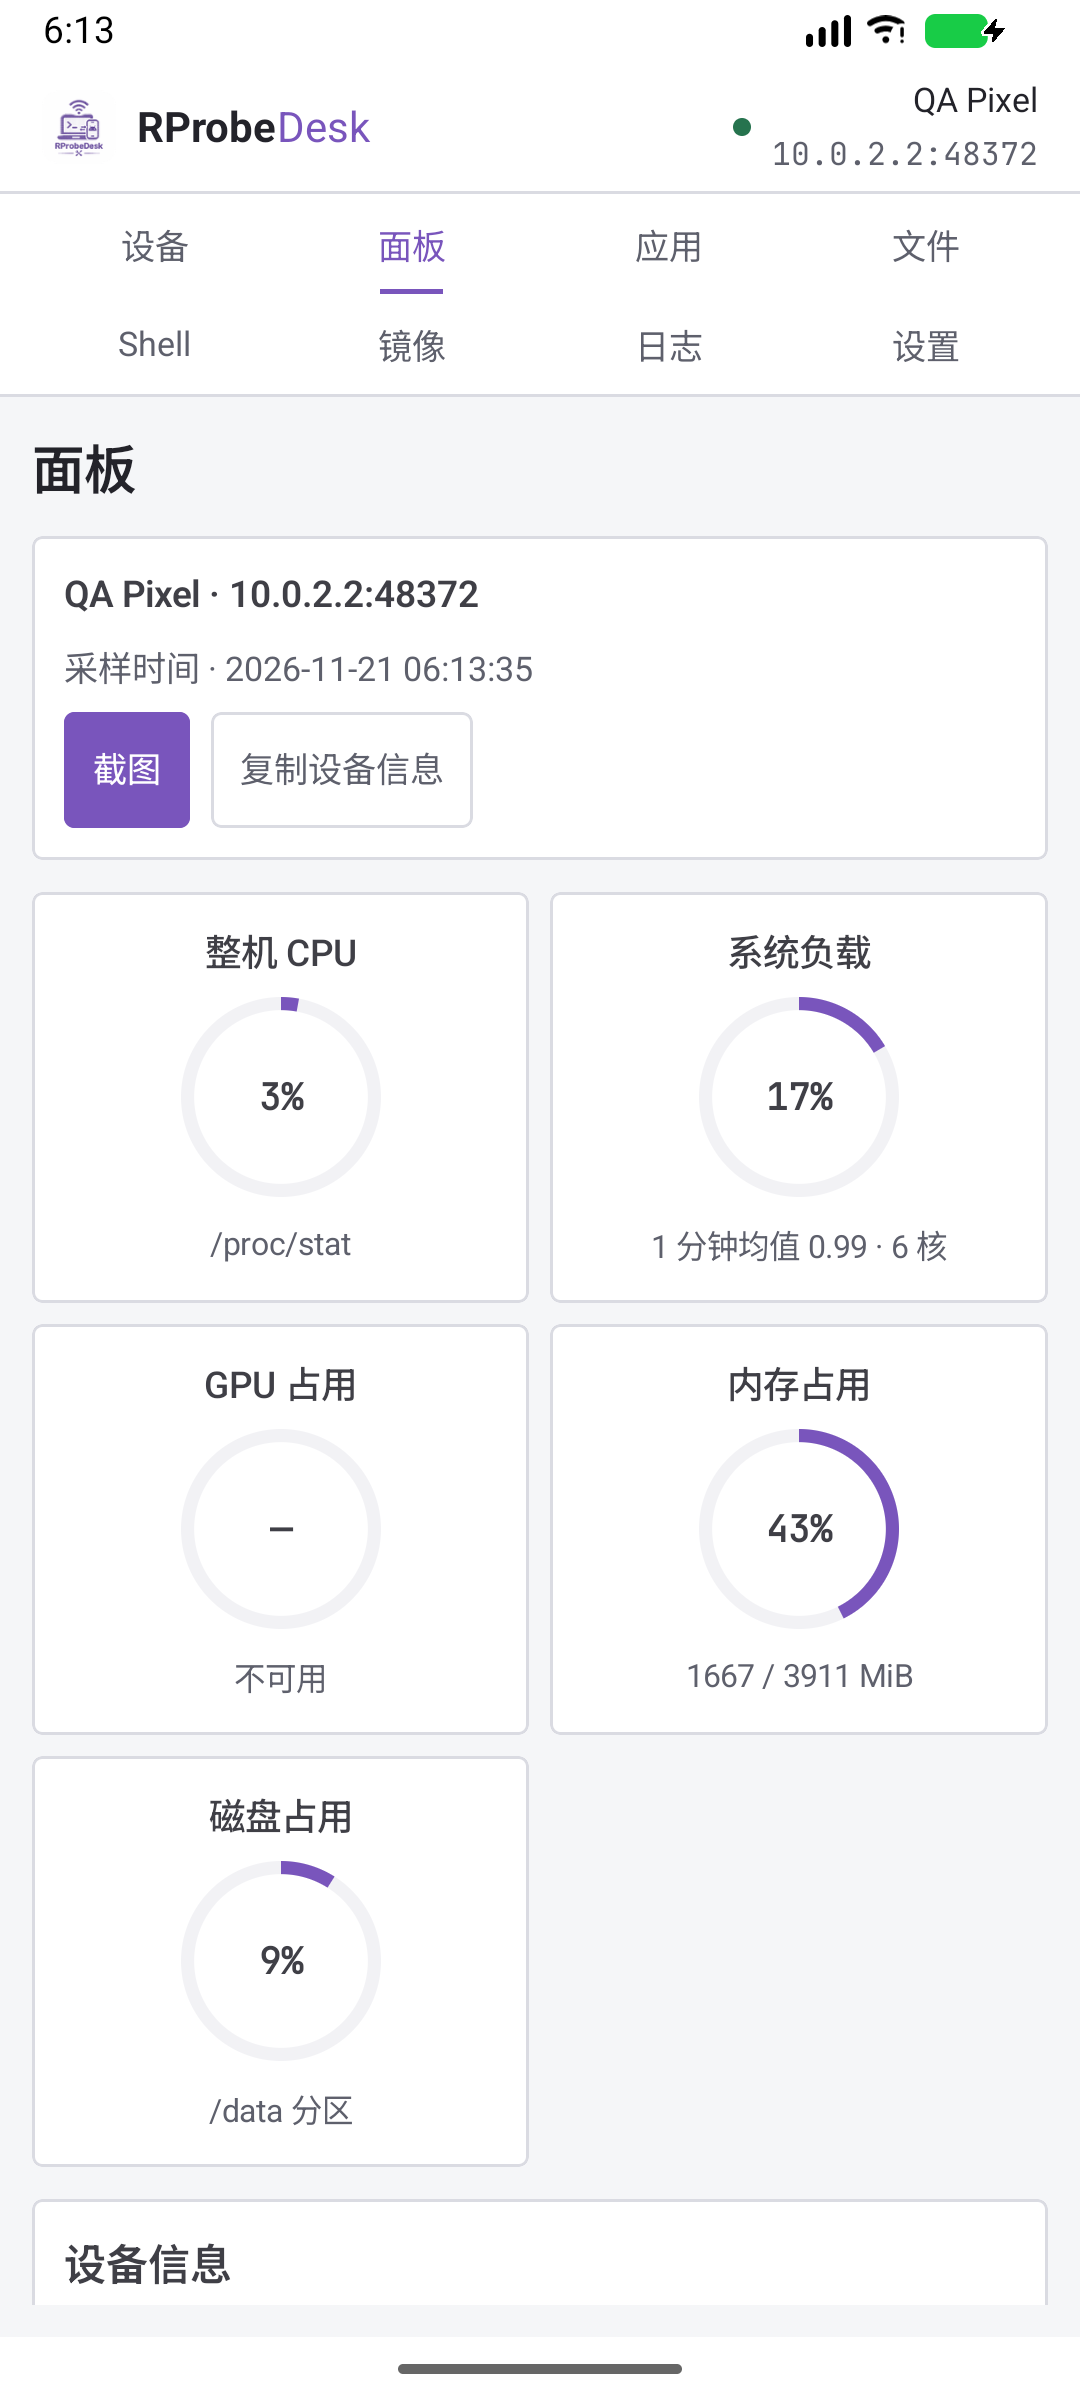 6:13
RProbeDesk
RProbeDesk
QA Pixel
10.0.2.2:48372
设备
面板
应用
文件
Shell
镜像
日志
设置
面板
QA Pixel · 10.0.2.2:48372
采样时间 · 2026-11-21 06:13:35
截图
复制设备信息
整机 CPU
系统负载
3%
17%
/proc/stat
1 分钟均值 0.99 · 6 核
GPU 占用
内存占用
—
43%
不可用
1667 / 3911 MiB
磁盘占用
9%
/data 分区
设备信息